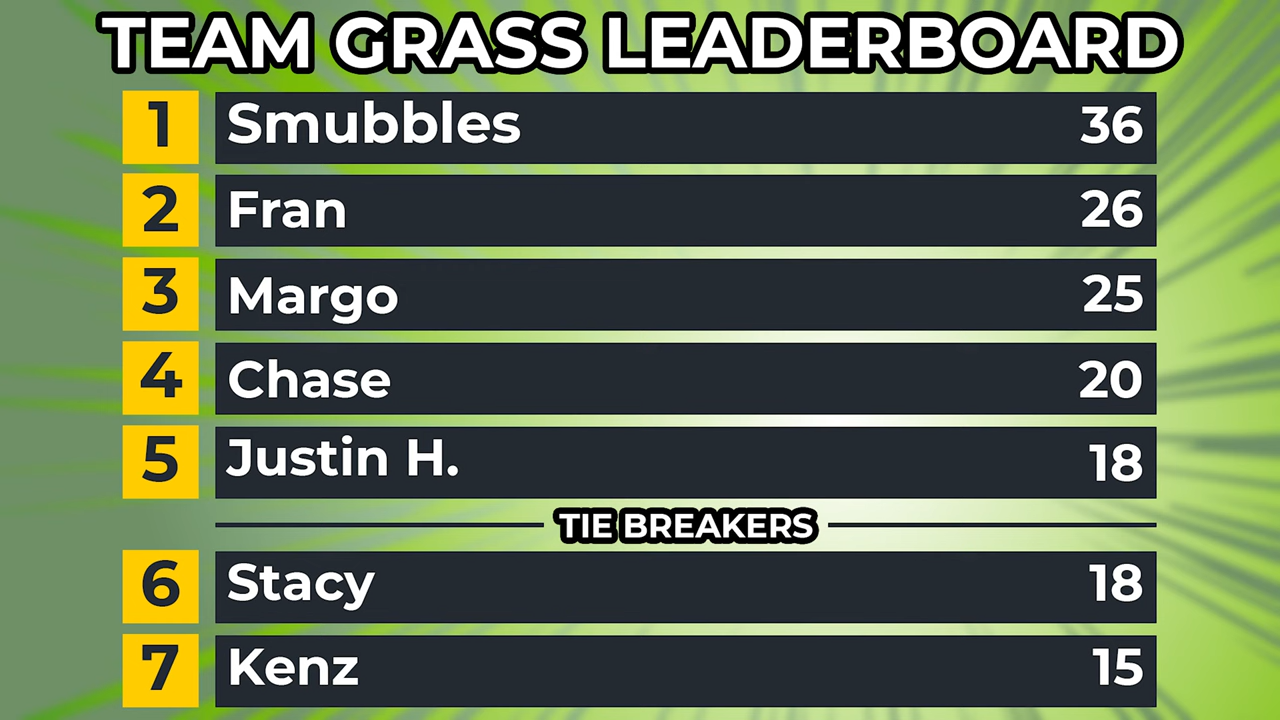 TEAM GRASS LEADERBOARD
1 Smubbles 36
2 Fran 26
3 Margo 25
4 Chase 20
5 Justin H. 18
TIE BREAKERS
6 Stacy 18
7 Kenz 15